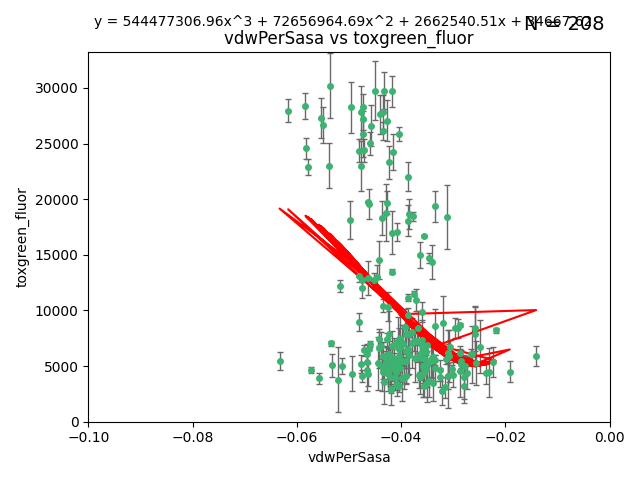 y = 544477306.96x^3 + 72656964.69x^2 + 2662540.51x +
N = 208
vdwPerSasa vs toxgreen_fluor
30000
25000
20000
15000
10000
5000
0
toxgreen_fluor
−0.10 −0.08 −0.06 −0.04 −0.02 0.00
vdwPerSasa